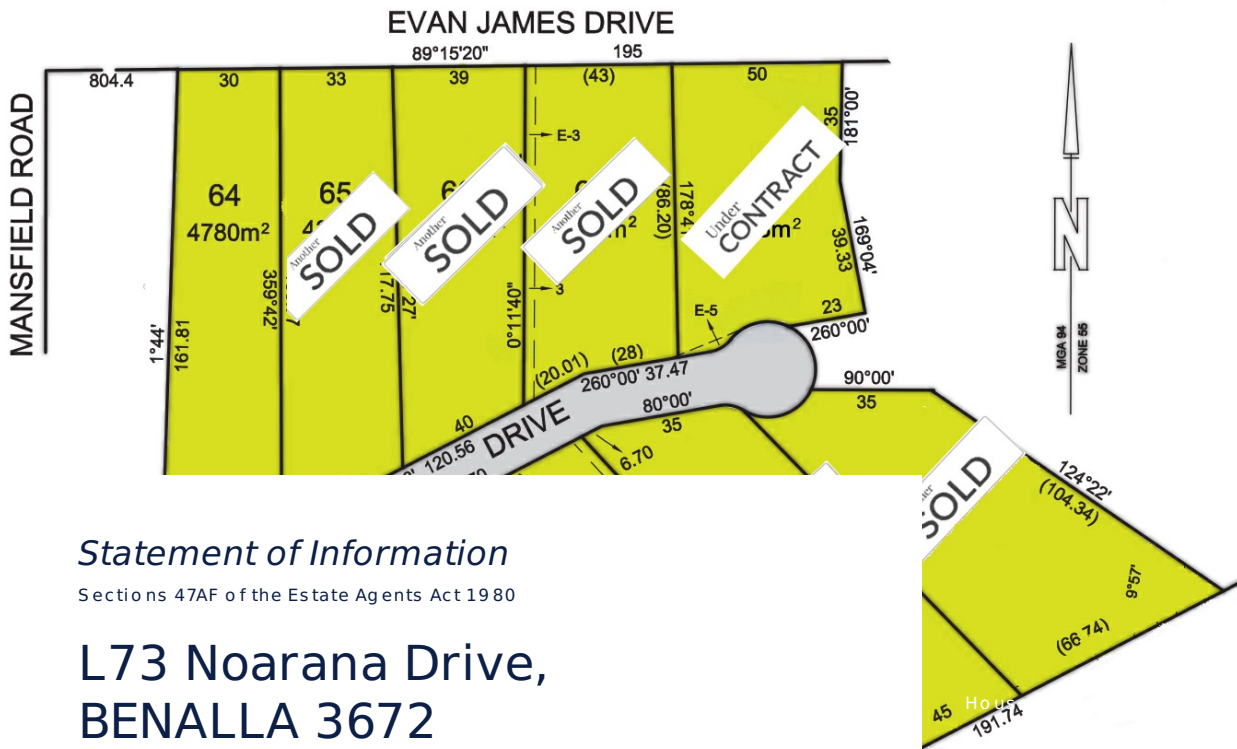 EVAN JAMES DRIVE
89°15'20"
195
804.4
30
33
39
(43)
50
MANSFIELD ROAD
35
181°00'
E-3
64
4780m²
65
Another
SOLD
Another
SOLD
Another
SOLD
Under
CONTRACT
m²
(86.20)
169°04'
39.33
359°42'
17.75
27'
3
0°11'40"
E-5
23
260°00'
1°44'
161.81
(20.01)
(28)
260°00' 37.47
80°00'
35
90°00'
35
40
120.56
DRIVE
6.70
MGA 94
ZONE 55
N
SOLD
124°22'
(104.34)
9°57'
(66.74)
45
191.74
Statement of Information
Sections 47AF of the Estate Agents Act 1980
L73 Noarana Drive,
BENALLA 3672